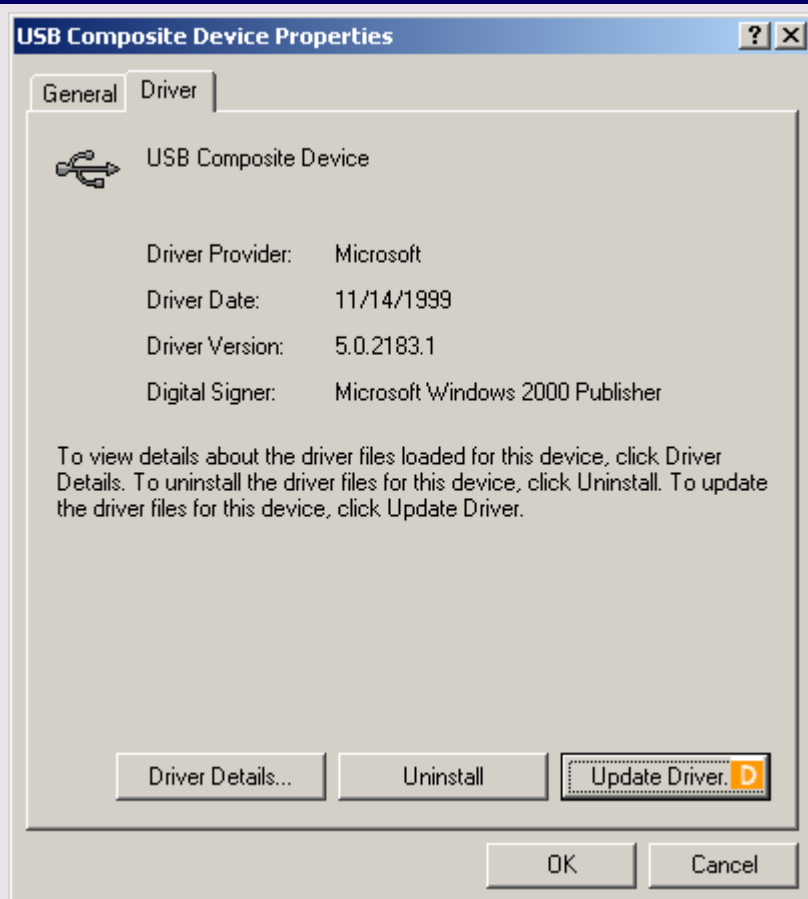 USB Composite Device Properties
General Driver
USB Composite Device
Driver Provider: Microsoft
Driver Date: 11/14/1999
Driver Version: 5.0.2183.1
Digital Signer: Microsoft Windows 2000 Publisher
To view details about the driver files loaded for this device, click Driver
Details. To uninstall the driver files for this device, click Uninstall. To update
the driver files for this device, click Update Driver.
Driver Details... Uninstall Update Driver. D
OK Cancel